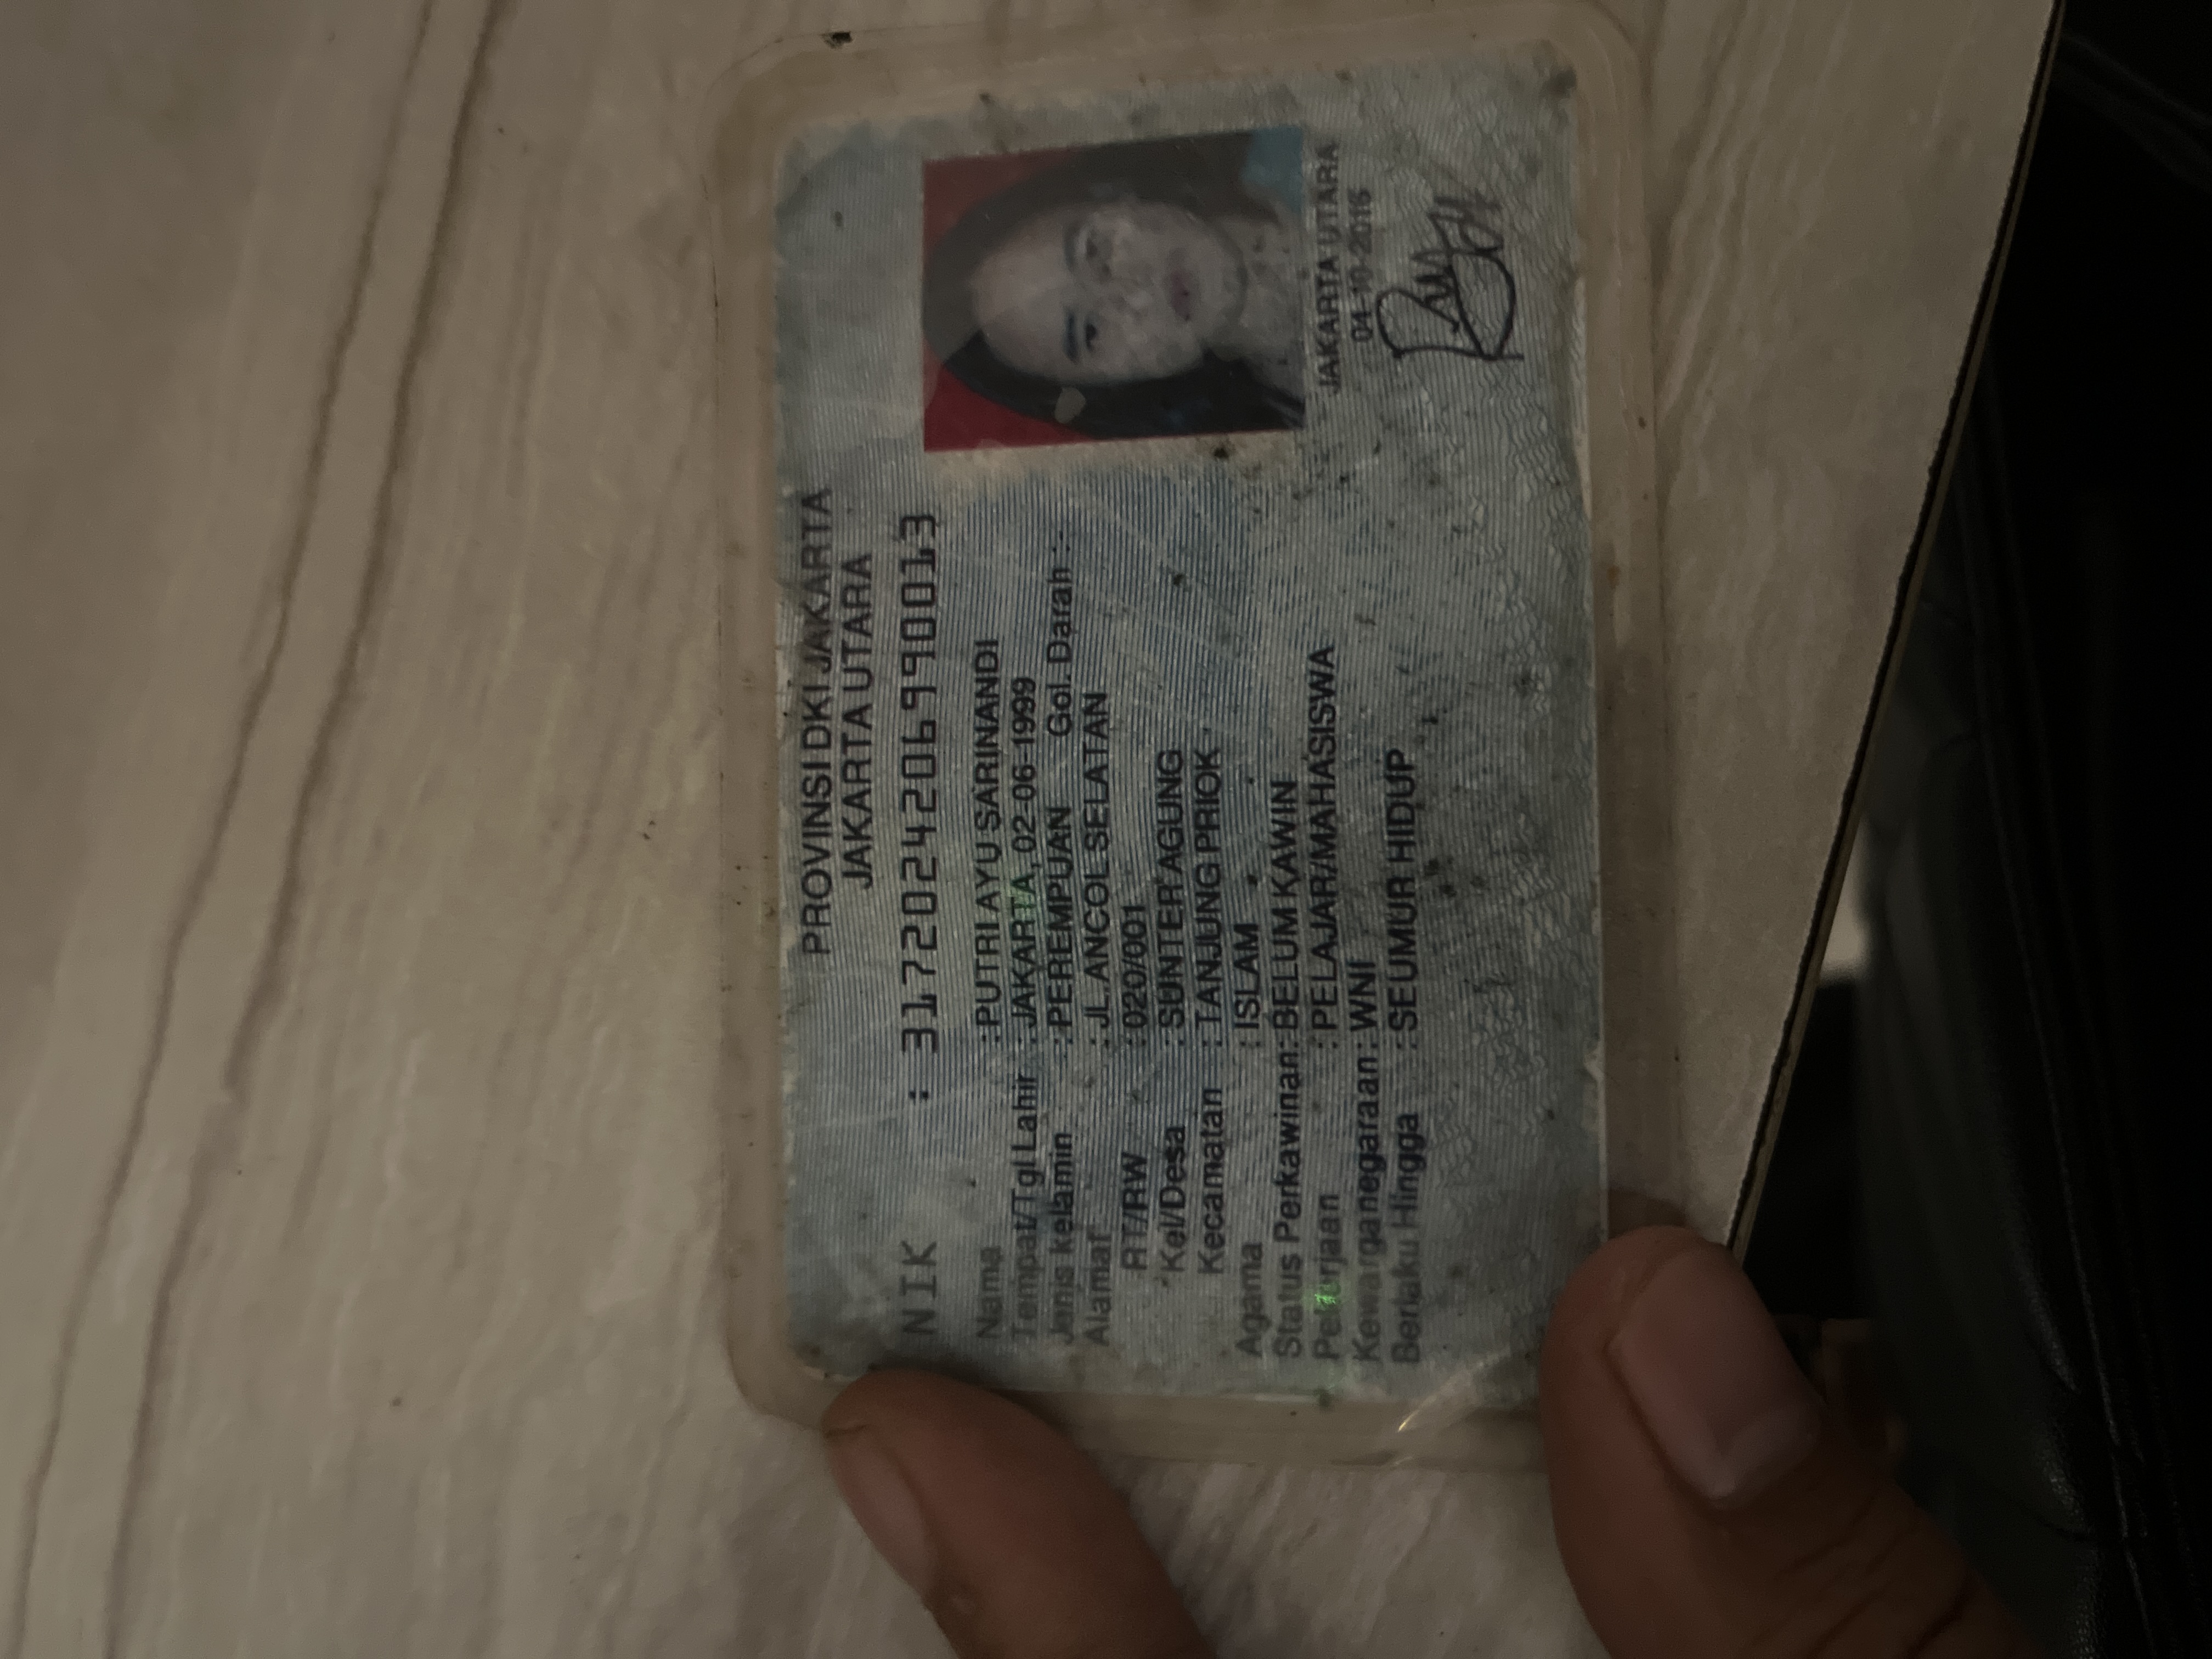 PROVINSI DKI JAKARTA
JAKARTA UTARA
NIK : 3172024206990013
Nama : PUTRI AYU SARINANDI
Tempat/Tgl Lahir : JAKARTA, 02-06-1999
Jenis kelamin : PEREMPUAN Gol. Darah : -
Alamat : JL.ANCOL SELATAN
RT/RW : 020/001
Kel/Desa : SUNTER AGUNG
Kecamatan : TANJUNG PRIOK
Agama : ISLAM
Status Perkawinan: BELUM KAWIN
Pekerjaan : PELAJAR/MAHASISWA
Kewarganegaraan: WNI
Berlaku Hingga : SEUMUR HIDUP
JAKARTA UTARA
04-10-2016